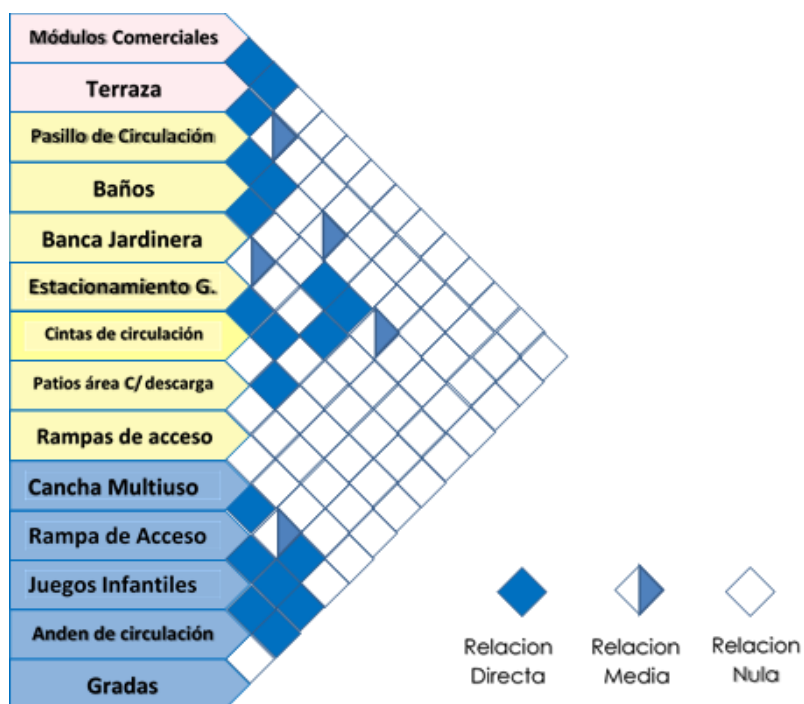 Módulos Comerciales
Terraza
Pasillo de Circulación
Baños
Banca Jardinera
Estacionamiento G.
Cintas de circulación
Patios área C/ descarga
Rampas de acceso
Cancha Multiuso
Rampa de Acceso
Juegos Infantiles
Anden de circulación
Gradas
Relacion
Directa
Relacion
Media
Relacion
Nula